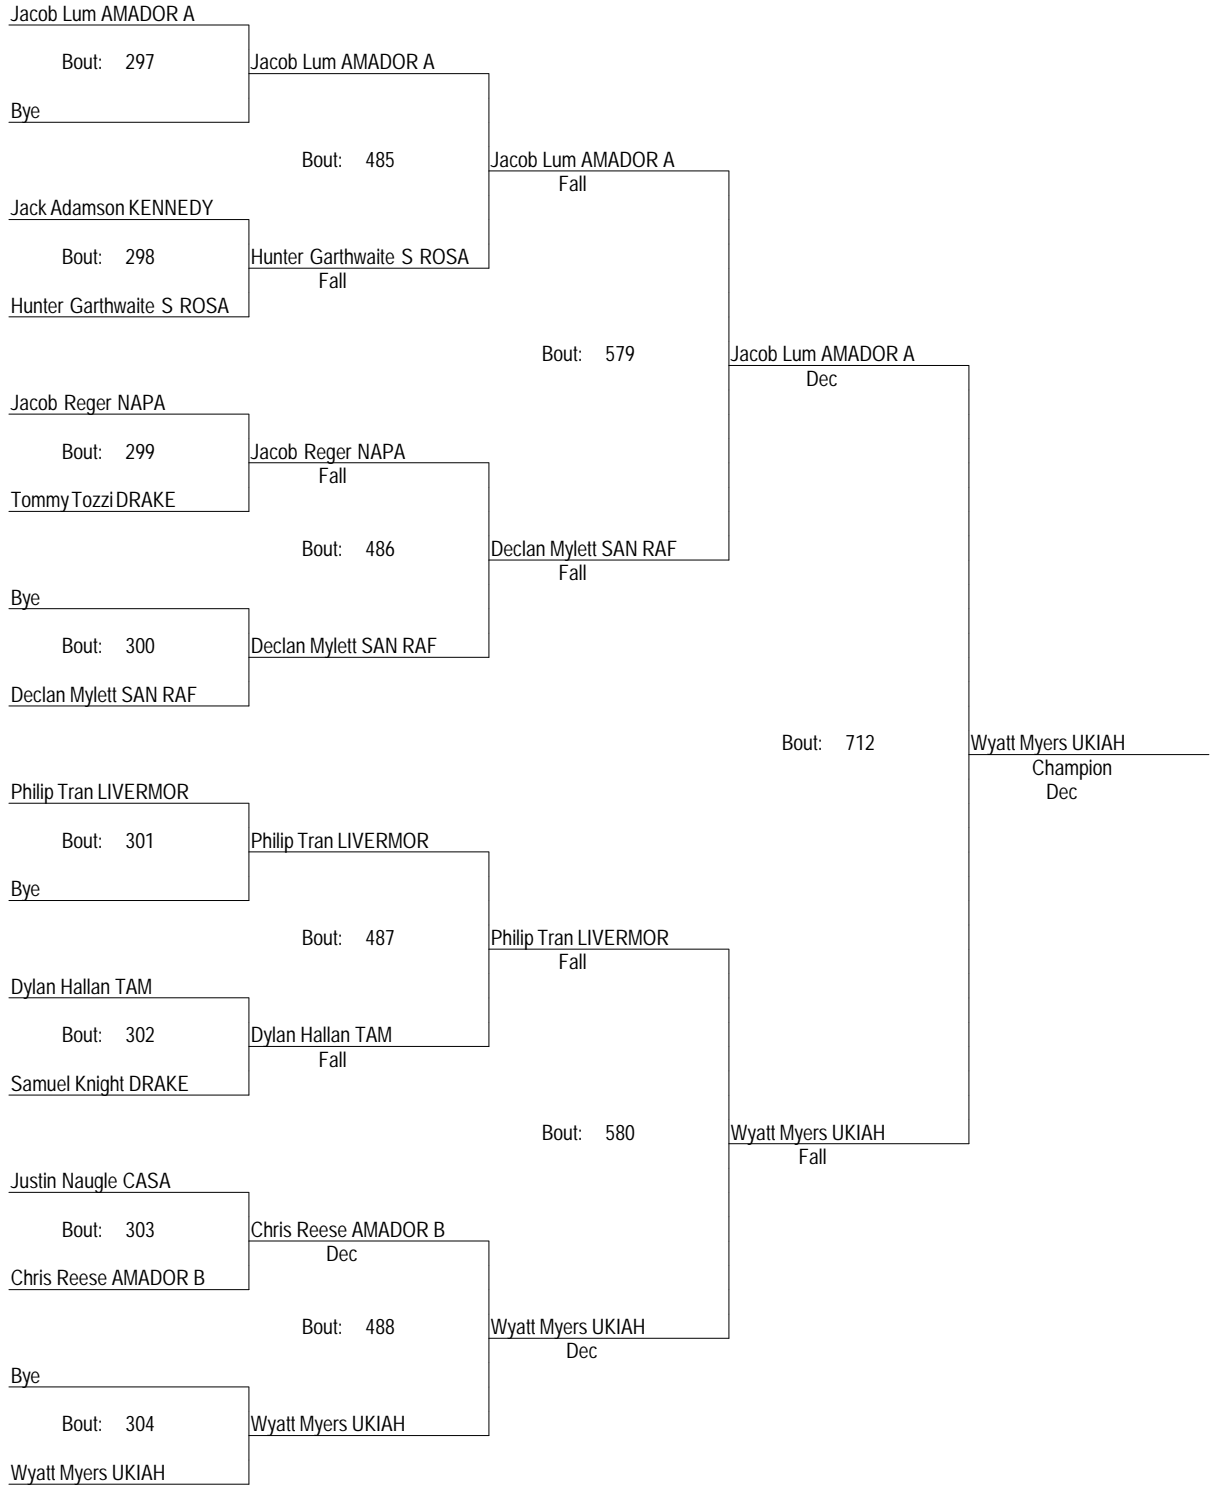 Jacob Lum AMADOR A
Bout: 297 Jacob Lum AMADOR A
Bye
Bout: 485 Jacob Lum AMADOR A
Fall
Jack Adamson KENNEDY
Bout: 298 Hunter Garthwaite S ROSA
Fall
Hunter Garthwaite S ROSA
Bout: 579 Jacob Lum AMADOR A
Dec
Jacob Reger NAPA
Bout: 299 Jacob Reger NAPA
Fall
Tommy Tozzi DRAKE
Bout: 486 Declan Mylett SAN RAF
Fall
Bye
Bout: 300 Declan Mylett SAN RAF
Declan Mylett SAN RAF
Bout: 712 Wyatt Myers UKIAH
Champion
Dec
Philip Tran LIVERMOR
Bout: 301 Philip Tran LIVERMOR
Bye
Bout: 487 Philip Tran LIVERMOR
Fall
Dylan Hallan TAM
Bout: 302 Dylan Hallan TAM
Fall
Samuel Knight DRAKE
Bout: 580 Wyatt Myers UKIAH
Fall
Justin Naugle CASA
Bout: 303 Chris Reese AMADOR B
Dec
Chris Reese AMADOR B
Bout: 488 Wyatt Myers UKIAH
Dec
Bye
Bout: 304 Wyatt Myers UKIAH
Wyatt Myers UKIAH